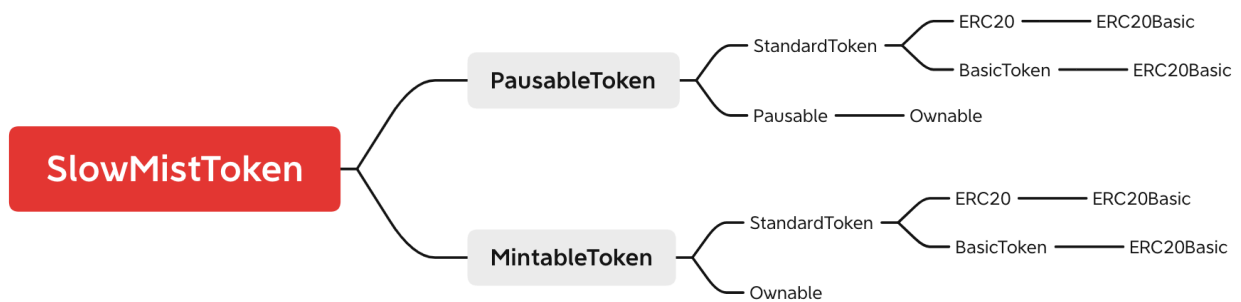 SlowMistToken
PausableToken
StandardToken
ERC20
ERC20Basic
BasicToken
ERC20Basic
Pausable
Ownable
MintableToken
StandardToken
ERC20
ERC20Basic
BasicToken
ERC20Basic
Ownable